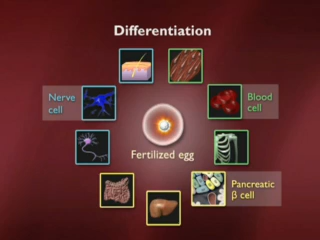 Differentiation
Nerve
cell
Blood
cell
Fertilized egg
Pancreatic
β cell